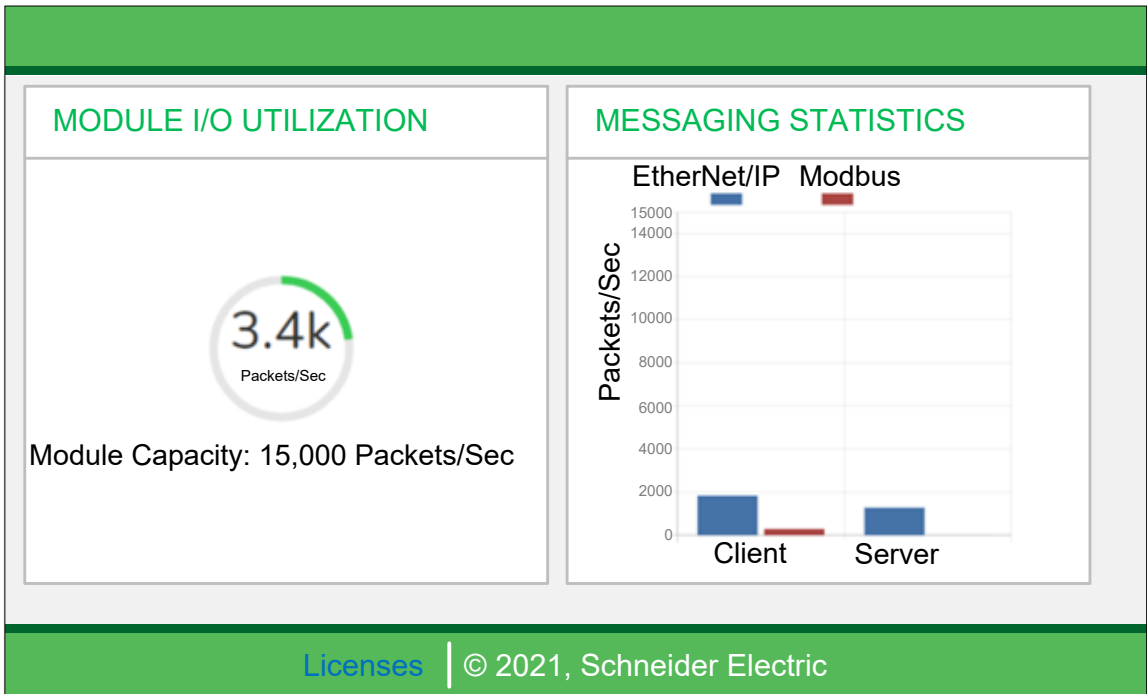 MODULE I/O UTILIZATION
3.4k
Packets/Sec
Module Capacity: 15,000 Packets/Sec
MESSAGING STATISTICS
EtherNet/IP Modbus
Packets/Sec
15000
14000
12000
10000
8000
6000
4000
2000
0
Client Server
Licenses © 2021, Schneider Electric